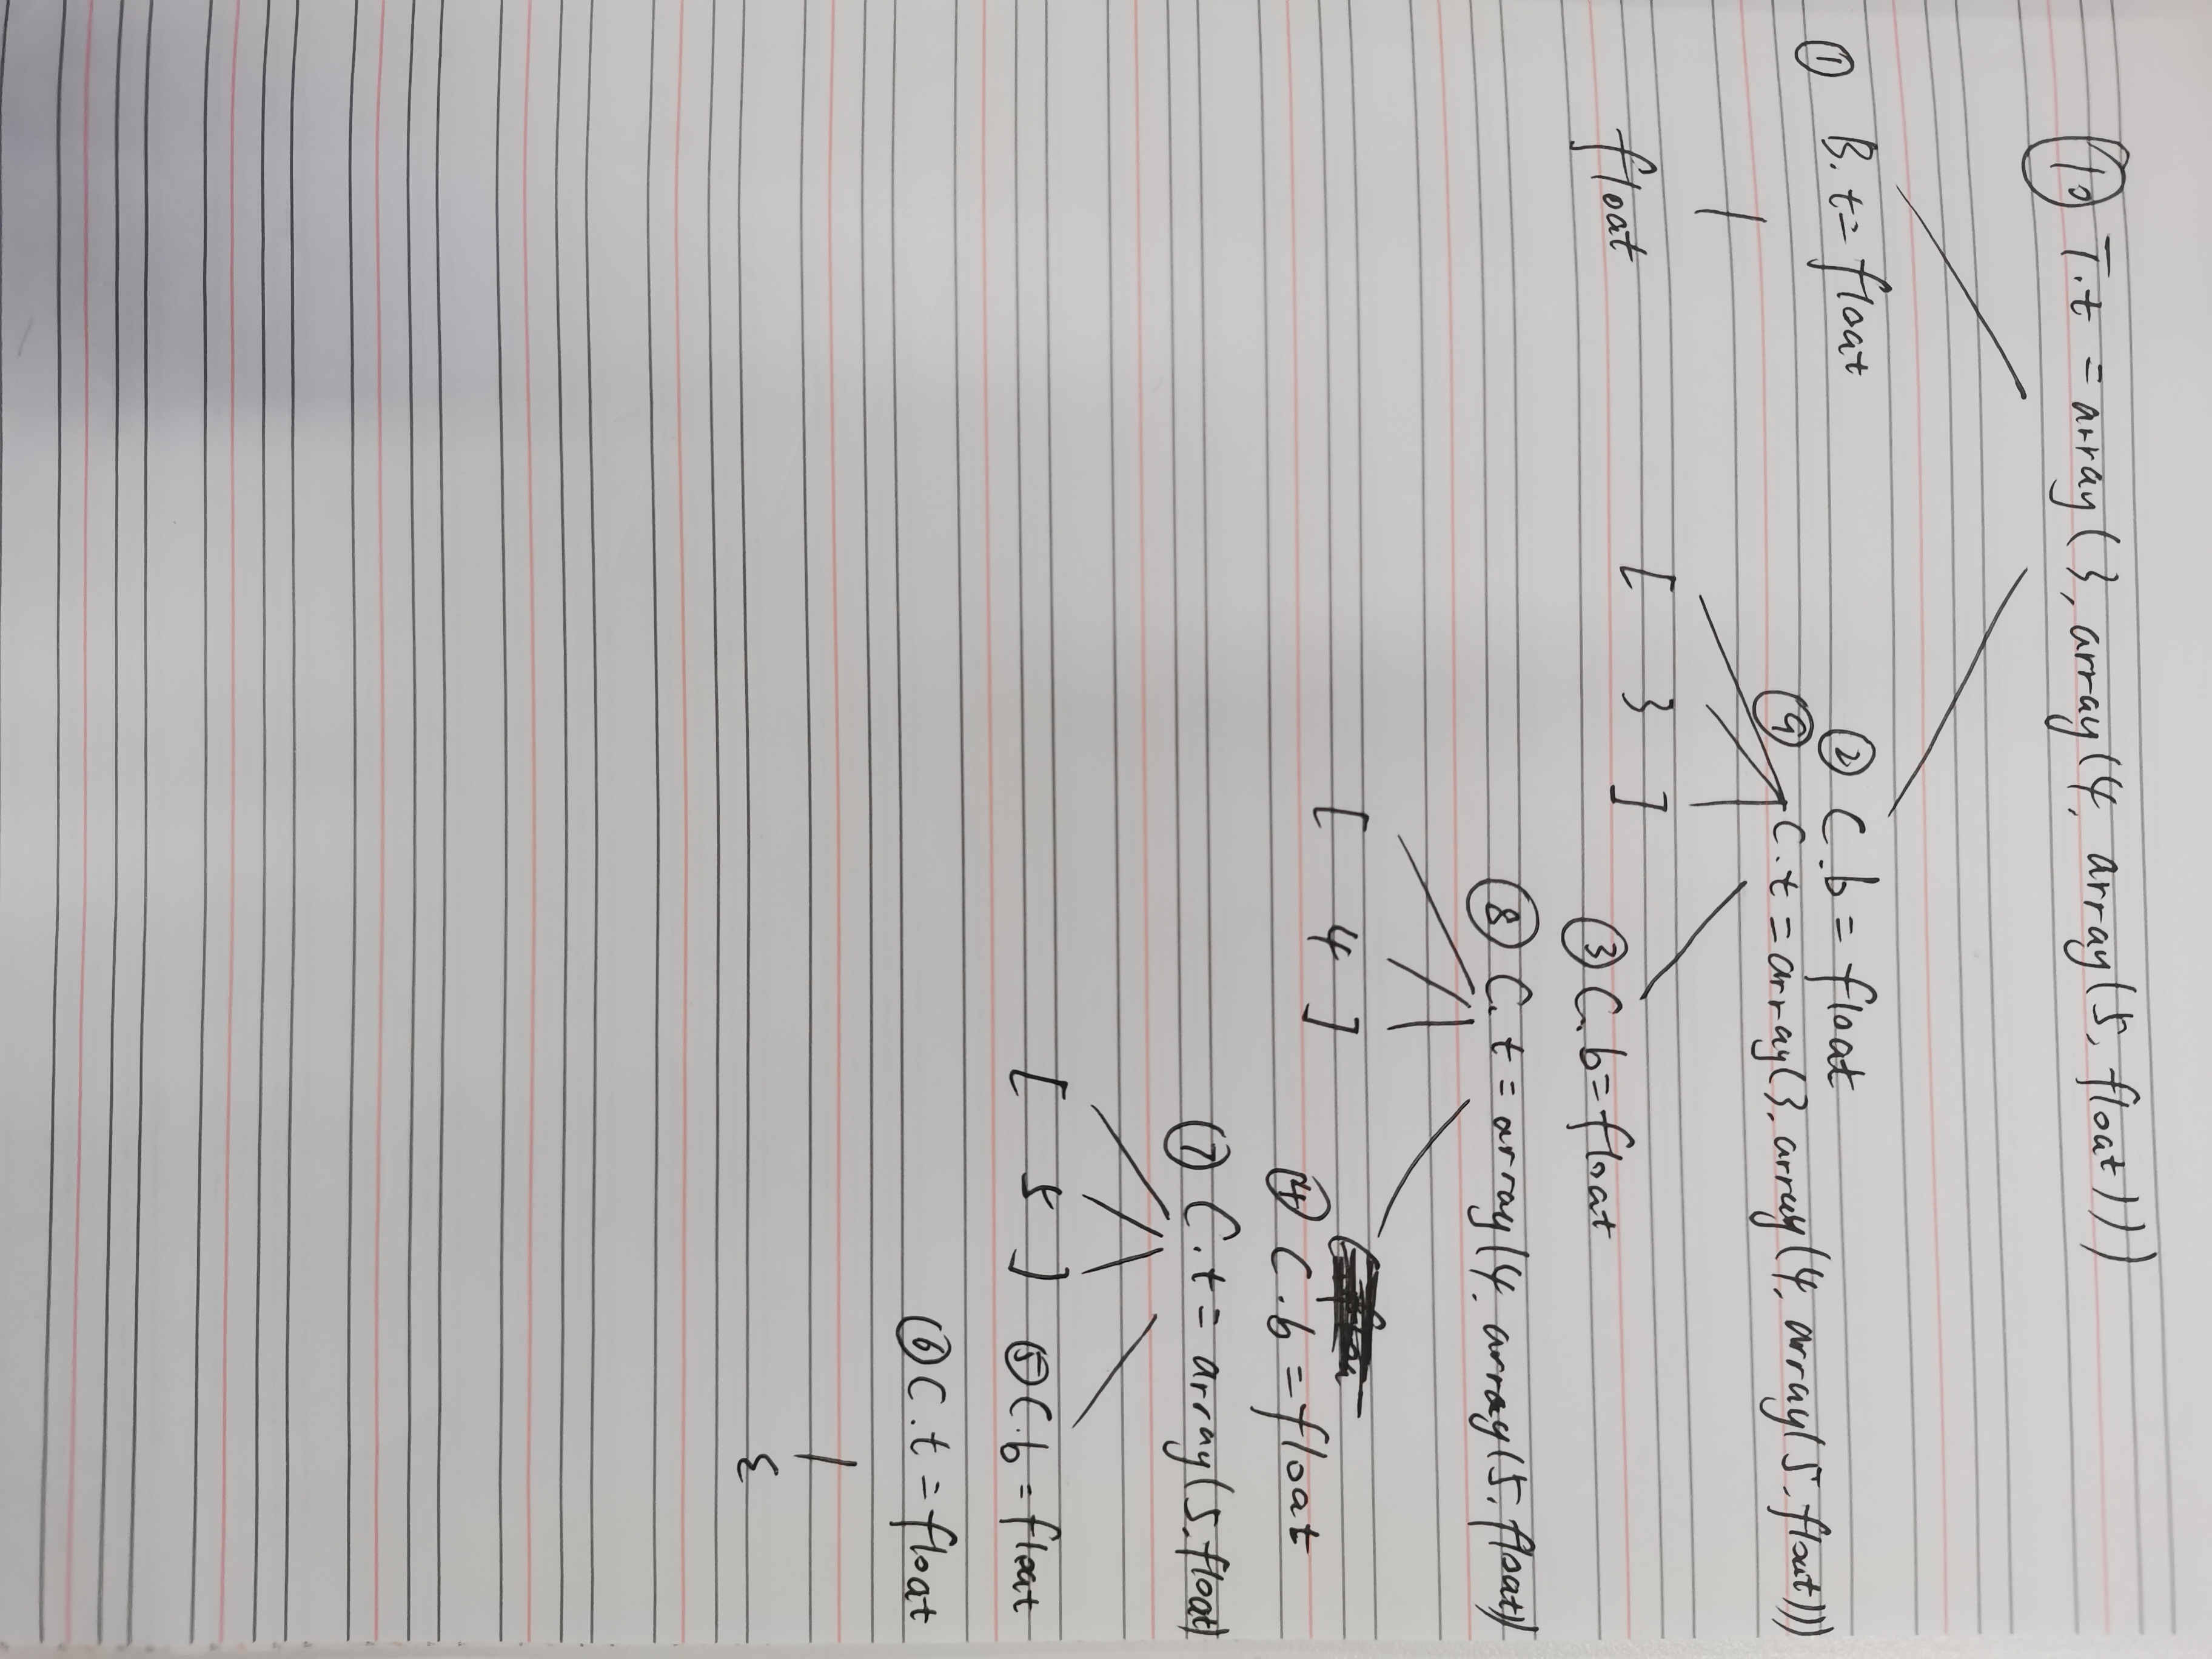 ⑩ T.t = array(3, array(4, array(5, float)))
① B.t = float
② C.b = float
⑨ C.t = array(3, array(4, array(5, float)))
float
[ 3 ]
③ C.b = float
⑧ C.t = array(4, array(5, float))
[ 4 ]
④ C.b = float
⑦ C.t = array(5, float)
[ 5 ] ⑤ C.b = float
⑥ C.t = float
ε